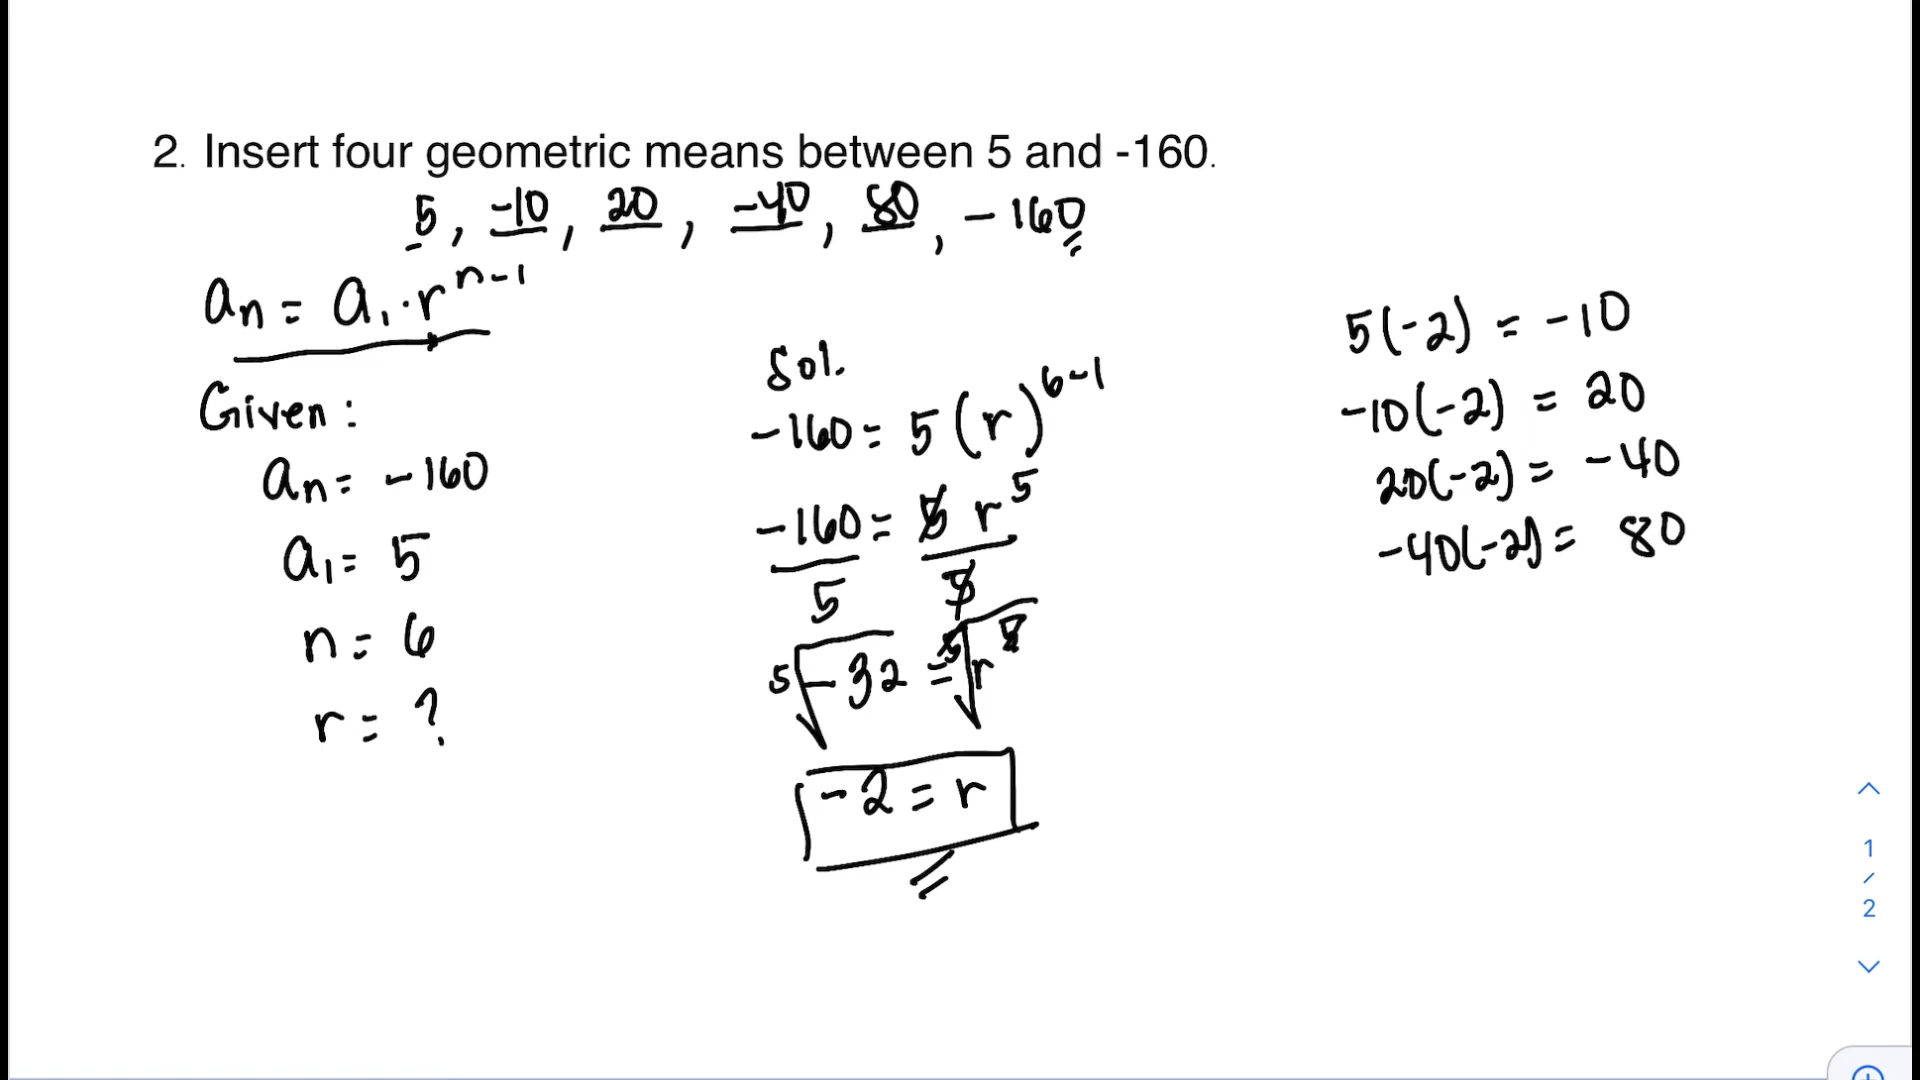 2. Insert four geometric means between 5 and -160.
5, -10, 20, -40, 80, -160
an = a1 · r^n-1
Given:
an = -160
a1 = 5
n = 6
r = ?
Sol.
-160 = 5(r)^6-1
-160 = 5 r^5
5 5
5√-32 = 5√r^5
-2 = r
5(-2) = -10
-10(-2) = 20
20(-2) = -40
-40(-2) = 80
1
/
2